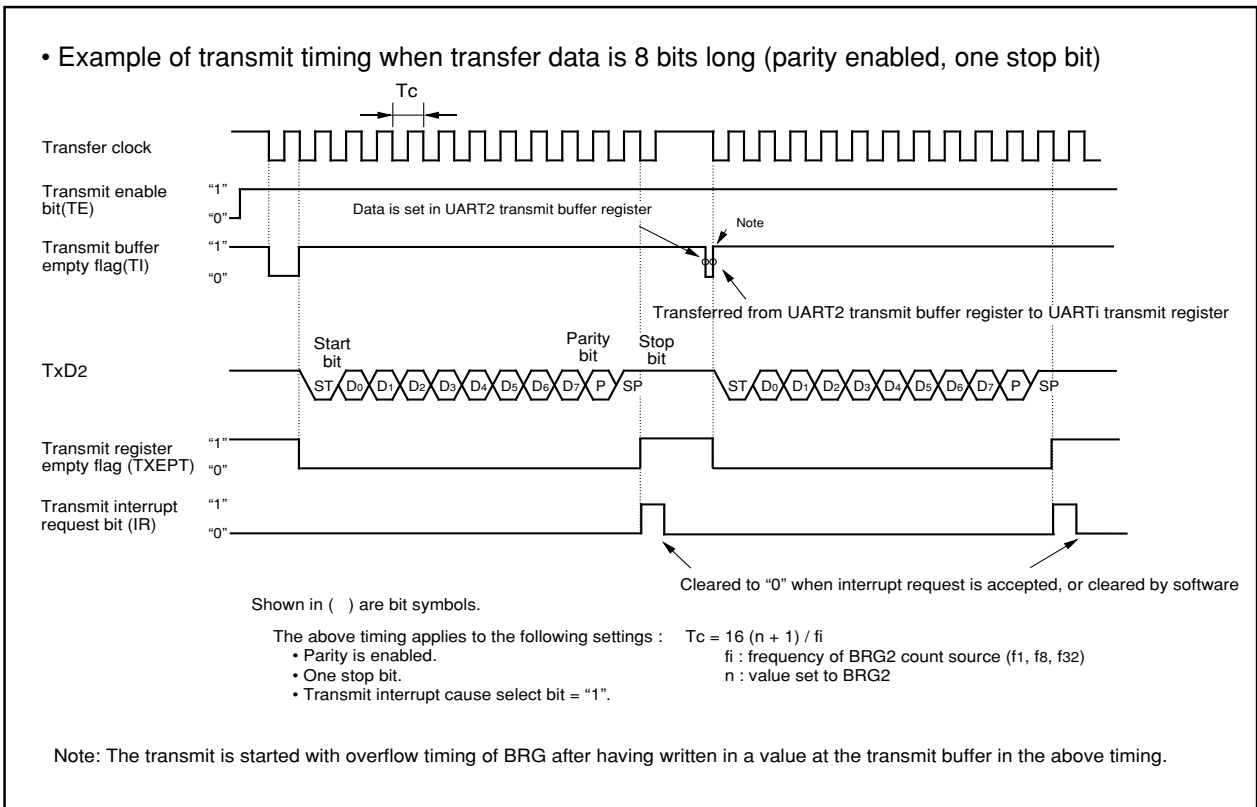 • Example of transmit timing when transfer data is 8 bits long (parity enabled, one stop bit)
Tc
Transfer clock
Transmit enable
bit(TE)
“1”
“0”
Data is set in UART2 transmit buffer register
Note
Transmit buffer
empty flag(TI)
“1”
“0”
Transferred from UART2 transmit buffer register to UARTi transmit register
Start
bit
Parity
bit
Stop
bit
TxD2
ST D0 D1 D2 D3 D4 D5 D6 D7 P SP
ST D0 D1 D2 D3 D4 D5 D6 D7 P SP
Transmit register
empty flag (TXEPT)
“1”
“0”
Transmit interrupt
request bit (IR)
“1”
“0”
Cleared to “0” when interrupt request is accepted, or cleared by software
Shown in ( ) are bit symbols.
The above timing applies to the following settings :
• Parity is enabled.
• One stop bit.
• Transmit interrupt cause select bit = “1”.
Tc = 16 (n + 1) / fi
fi : frequency of BRG2 count source (f1, f8, f32)
n : value set to BRG2
Note: The transmit is started with overflow timing of BRG after having written in a value at the transmit buffer in the above timing.